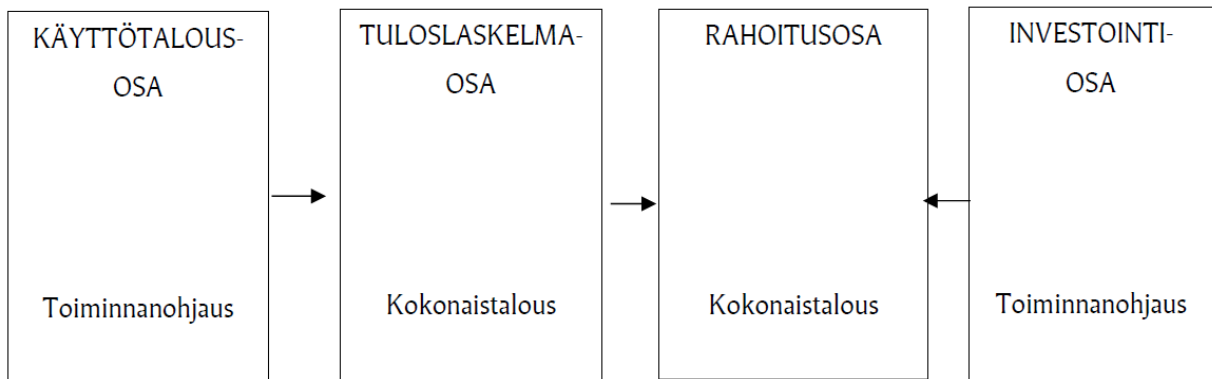 KÄYTTÖTALOUS-
OSA
Toiminnanohjaus
TULOSLASKELMA-
OSA
Kokonaistalous
RAHOITUSOSA
Kokonaistalous
INVESTOINTI-
OSA
Toiminnanohjaus